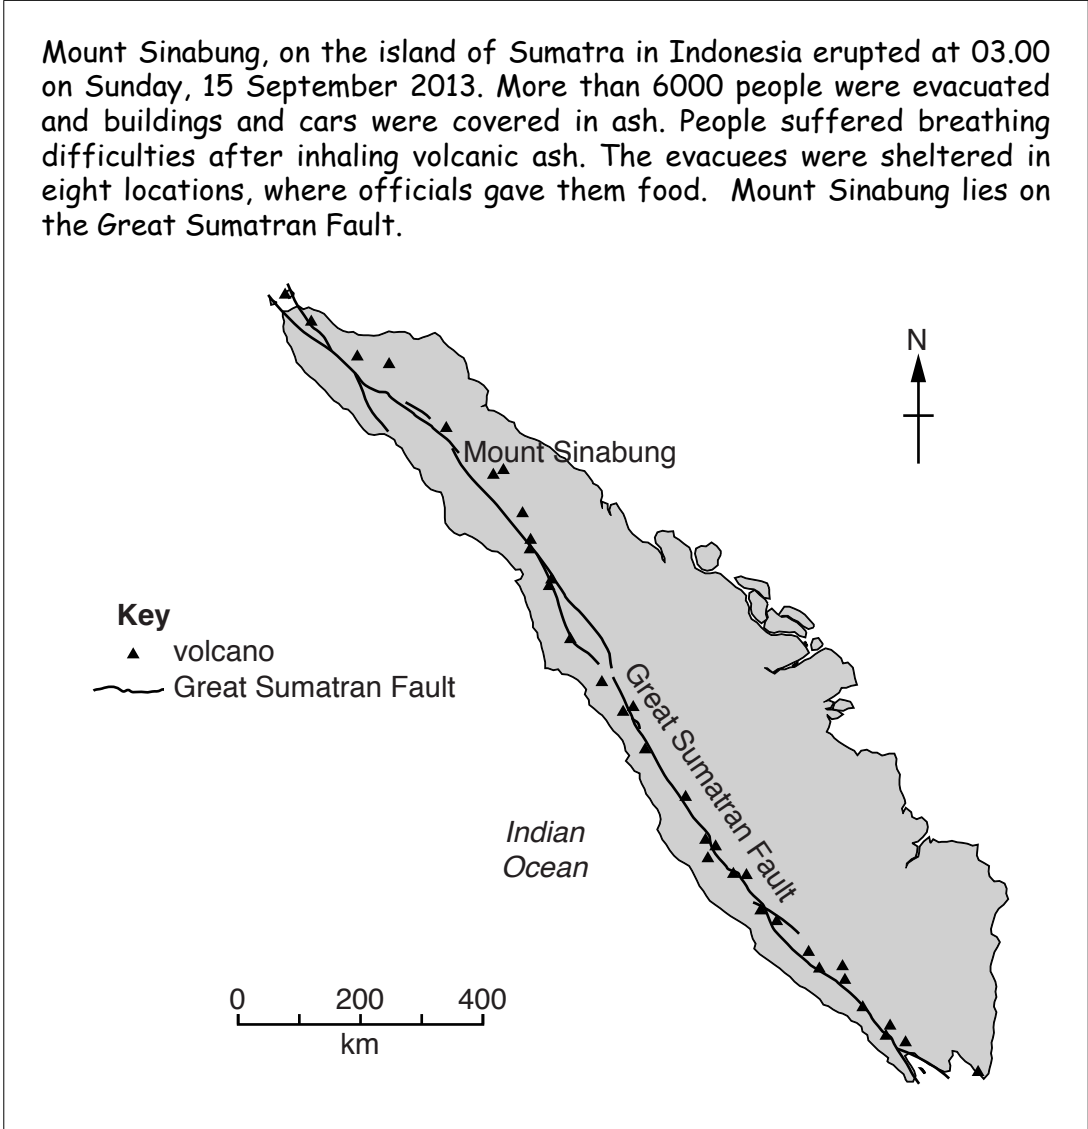 Mount Sinabung, on the island of Sumatra in Indonesia erupted at 03.00
on Sunday, 15 September 2013. More than 6000 people were evacuated
and buildings and cars were covered in ash. People suffered breathing
difficulties after inhaling volcanic ash. The evacuees were sheltered in
eight locations, where officials gave them food. Mount Sinabung lies on
the Great Sumatran Fault.
N
Mount Sinabung
Key
volcano
Great Sumatran Fault
Great Sumatran Fault
Indian
Ocean
0 200 400
km